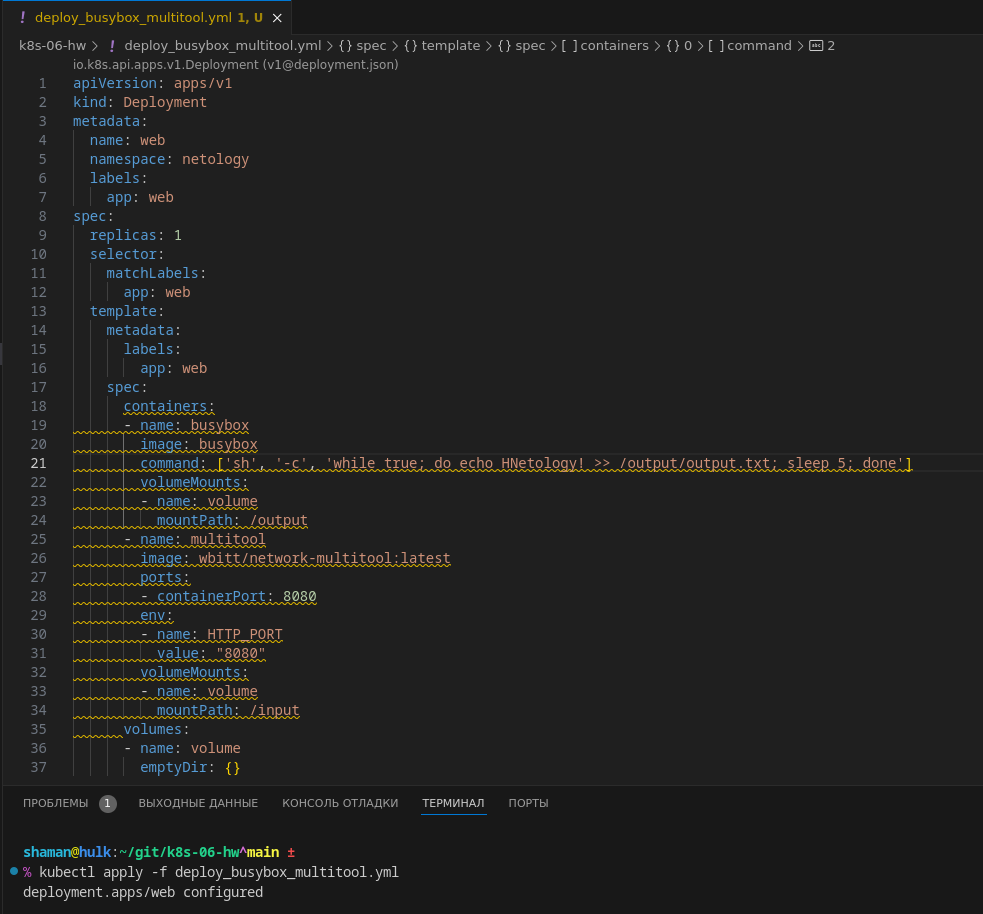 ! deploy_busybox_multitool.yml 1, U ×
k8s-06-hw > ! deploy_busybox_multitool.yml > {} spec > {} template > {} spec > [ ] containers > {} 0 > [ ] command > abc 2
io.k8s.api.apps.v1.Deployment (v1@deployment.json)
1 apiVersion: apps/v1
2 kind: Deployment
3 metadata:
4   name: web
5   namespace: netology
6   labels:
7     app: web
8 spec:
9   replicas: 1
10   selector:
11     matchLabels:
12       app: web
13   template:
14     metadata:
15       labels:
16         app: web
17     spec:
18       containers:
19       - name: busybox
20         image: busybox
21         command: ['sh', '-c', 'while true; do echo HNetology! >> /output/output.txt; sleep 5; done']
22         volumeMounts:
23         - name: volume
24           mountPath: /output
25       - name: multitool
26         image: wbitt/network-multitool:latest
27         ports:
28         - containerPort: 8080
29         env:
30         - name: HTTP_PORT
31           value: "8080"
32         volumeMounts:
33         - name: volume
34           mountPath: /input
35       volumes:
36       - name: volume
37         emptyDir: {}
ПРОБЛЕМЫ 1 ВЫХОДНЫЕ ДАННЫЕ КОНСОЛЬ ОТЛАДКИ ТЕРМИНАЛ ПОРТЫ
shaman@hulk:~/git/k8s-06-hw^main ±
% kubectl apply -f deploy_busybox_multitool.yml
deployment.apps/web configured